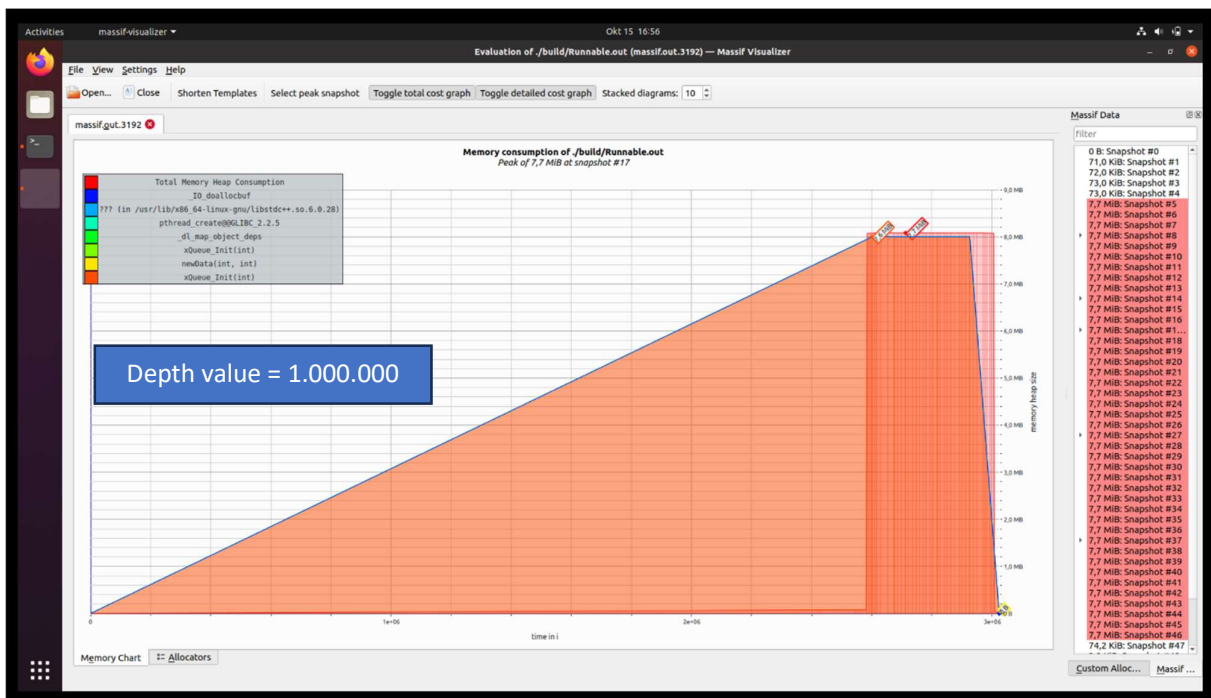 Activities
massif-visualizer
Okt 15 16:56
Evaluation of ./build/Runnable.out (massif.out.3192) — Massif Visualizer
File View Settings Help
Open... Close Shorten Templates Select peak snapshot Toggle total cost graph Toggle detailed cost graph Stacked diagrams: 10
massif.out.3192
Memory consumption of ./build/Runnable.out
Peak of 7,7 MiB at snapshot #17
Total Memory Heap Consumption
_IO_doallocbuf
??? (in /usr/lib/x86_64-linux-gnu/libstdc++.so.6.0.28)
pthread_create@@GLIBC_2.2.5
_dl_map_object_deps
xQueue_Init(int)
newData(int, int)
xQueue_Init(int)
Depth value = 1.000.000
9,0 MB
8,0 MB
7,0 MB
6,0 MB
5,0 MB
4,0 MB
3,0 MB
2,0 MB
1,0 MB
0 B
memory heap size
7,6 MiB
7,7 MiB
0
1e+06
2e+06
3e+06
time in i
Memory Chart
Allocators
Massif Data
filter
0 B: Snapshot #0
71,0 KiB: Snapshot #1
72,0 KiB: Snapshot #2
73,0 KiB: Snapshot #3
73,0 KiB: Snapshot #4
7,7 MiB: Snapshot #5
7,7 MiB: Snapshot #6
7,7 MiB: Snapshot #7
7,7 MiB: Snapshot #8
7,7 MiB: Snapshot #9
7,7 MiB: Snapshot #10
7,7 MiB: Snapshot #11
7,7 MiB: Snapshot #12
7,7 MiB: Snapshot #13
7,7 MiB: Snapshot #14
7,7 MiB: Snapshot #15
7,7 MiB: Snapshot #16
7,7 MiB: Snapshot #1...
7,7 MiB: Snapshot #18
7,7 MiB: Snapshot #19
7,7 MiB: Snapshot #20
7,7 MiB: Snapshot #21
7,7 MiB: Snapshot #22
7,7 MiB: Snapshot #23
7,7 MiB: Snapshot #24
7,7 MiB: Snapshot #25
7,7 MiB: Snapshot #26
7,7 MiB: Snapshot #27
7,7 MiB: Snapshot #28
7,7 MiB: Snapshot #29
7,7 MiB: Snapshot #30
7,7 MiB: Snapshot #31
7,7 MiB: Snapshot #32
7,7 MiB: Snapshot #33
7,7 MiB: Snapshot #34
7,7 MiB: Snapshot #35
7,7 MiB: Snapshot #36
7,7 MiB: Snapshot #37
7,7 MiB: Snapshot #38
7,7 MiB: Snapshot #39
7,7 MiB: Snapshot #40
7,7 MiB: Snapshot #41
7,7 MiB: Snapshot #42
7,7 MiB: Snapshot #43
7,7 MiB: Snapshot #44
7,7 MiB: Snapshot #45
7,7 MiB: Snapshot #46
74,2 KiB: Snapshot #47
Custom Alloc...
Massif ...